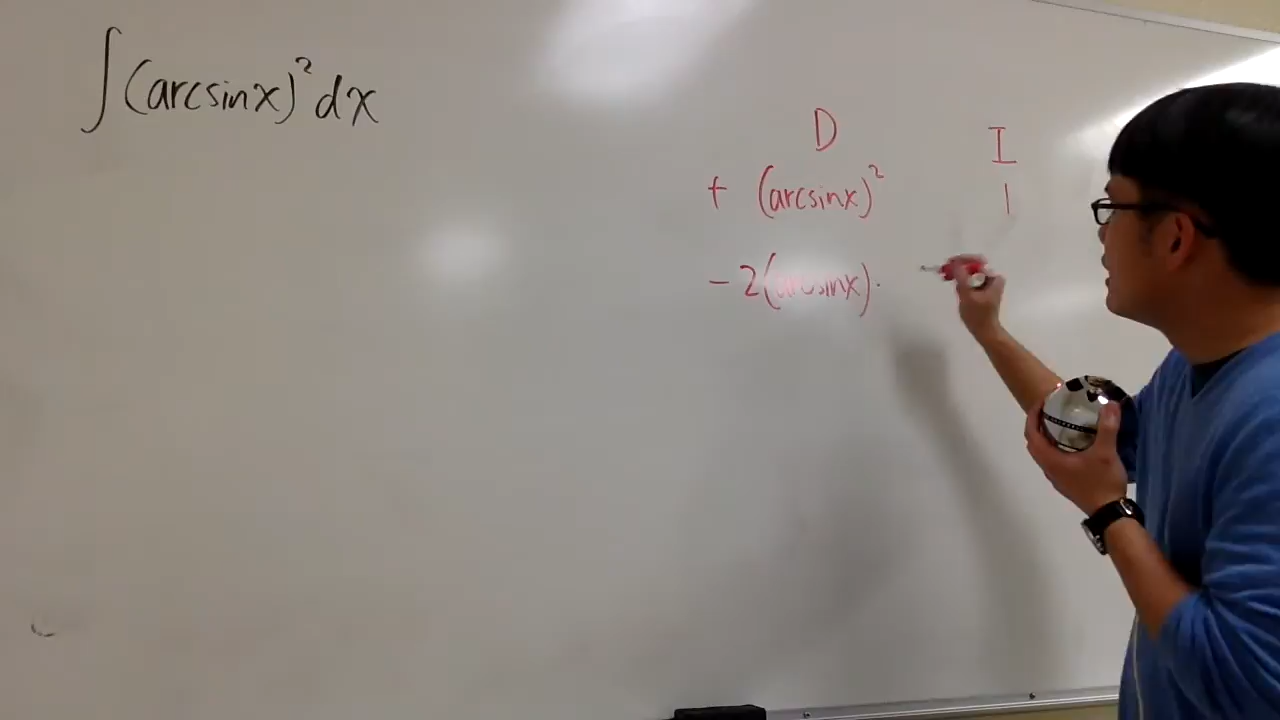 ∫(arcsinx)² dx
D I
+ (arcsinx)² 1
- 2(arcsinx)·